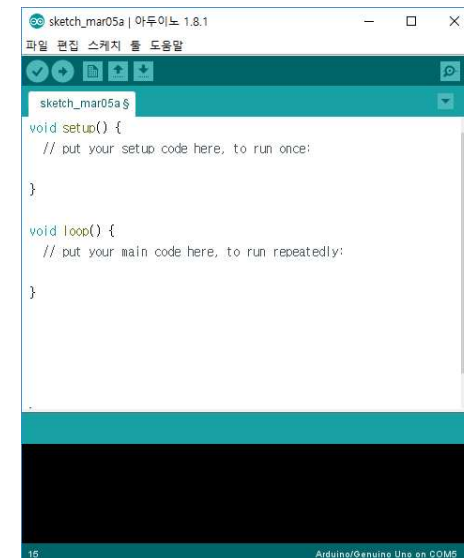 sketch_mar05a | 아두이노 1.8.1
파일 편집 스케치 툴 도움말
sketch_mar05a §
void setup() {
// put your setup code here, to run once:
}
void loop() {
// put your main code here, to run repeatedly:
}
15 Arduino/Genuino Uno on COM5